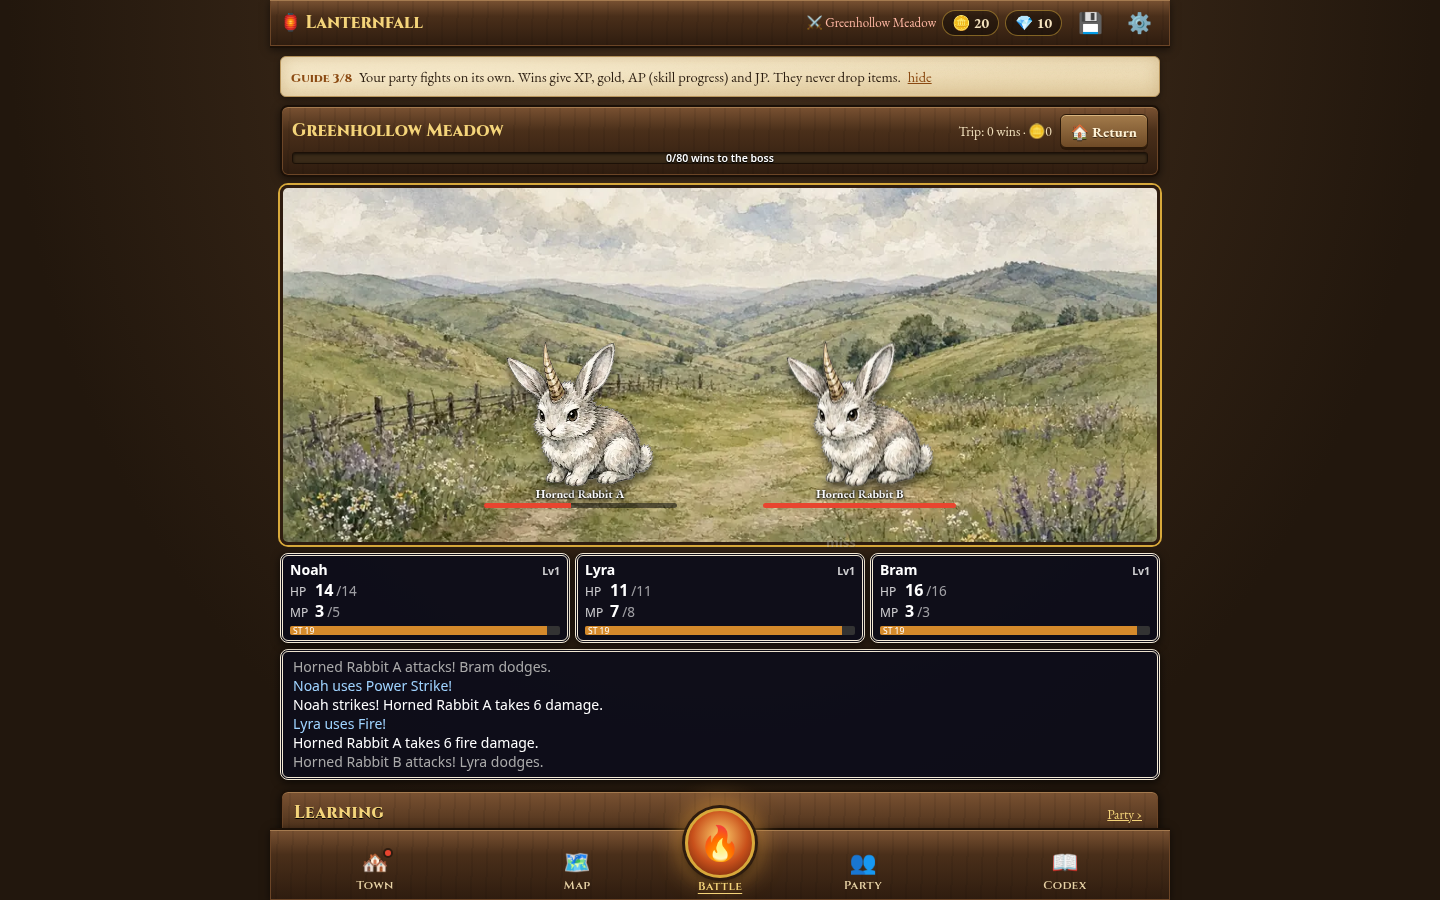 Lanternfall
Greenhollow Meadow
20
10
Guide 3/8 Your party fights on its own. Wins give XP, gold, AP (skill progress) and JP. They never drop items. hide
Greenhollow Meadow
Trip: 0 wins · 0
Return
0/80 wins to the boss
Horned Rabbit A
Horned Rabbit B
miss
Noah Lv1
HP 14/14
MP 3/5
ST 19
Lyra Lv1
HP 11/11
MP 7/8
ST 19
Bram Lv1
HP 16/16
MP 3/3
ST 19
Horned Rabbit A attacks! Bram dodges.
Noah uses Power Strike!
Noah strikes! Horned Rabbit A takes 6 damage.
Lyra uses Fire!
Horned Rabbit A takes 6 fire damage.
Horned Rabbit B attacks! Lyra dodges.
Learning
Party ›
Town
Map
Battle
Party
Codex